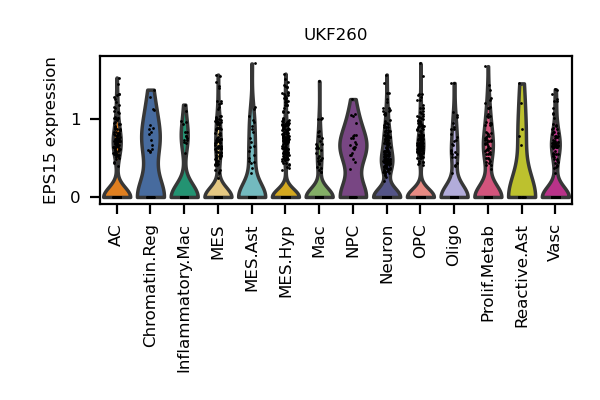 UKF260
EPS15 expression
1
0
AC
Chromatin.Reg
Inflammatory.Mac
MES
MES.Ast
MES.Hyp
Mac
NPC
Neuron
OPC
Oligo
Prolif.Metab
Reactive.Ast
Vasc